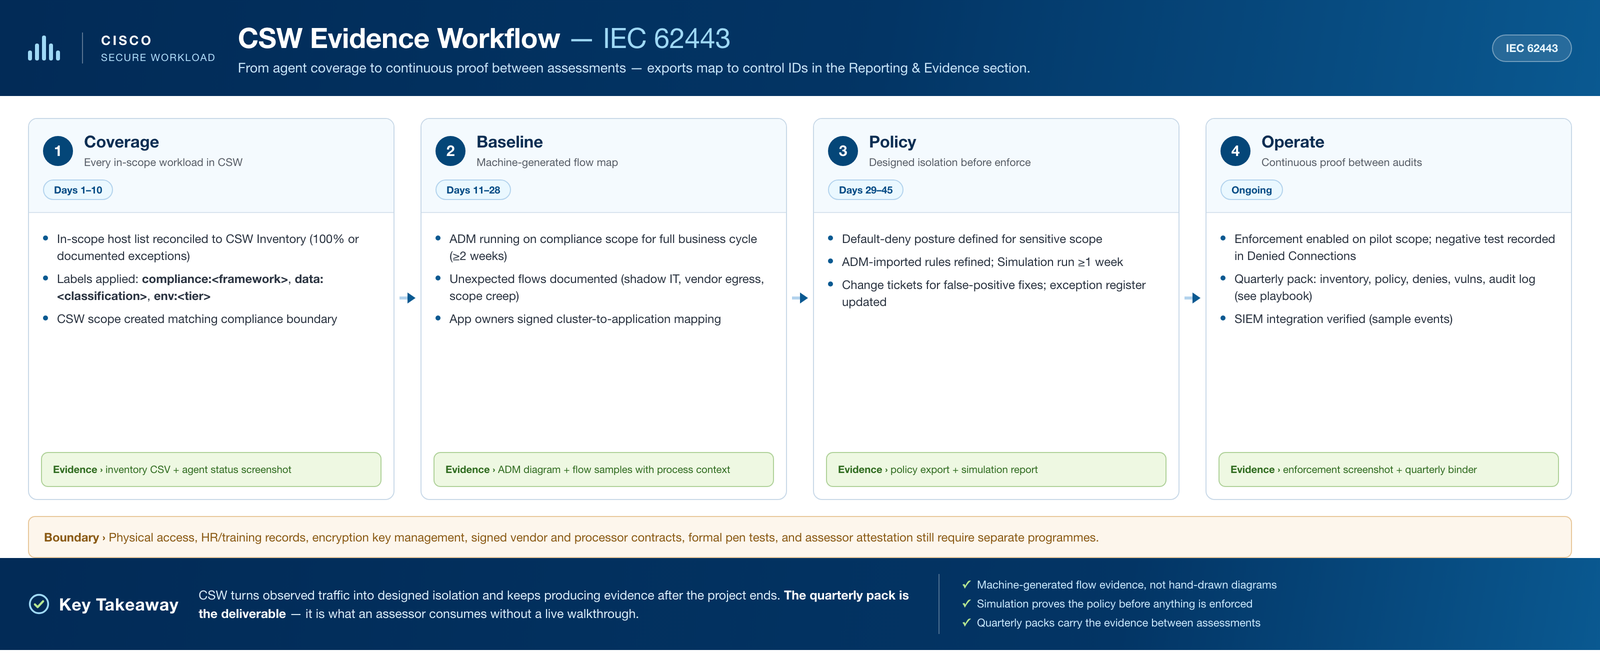 CISCO
SECURE WORKLOAD
CSW Evidence Workflow — IEC 62443
From agent coverage to continuous proof between assessments — exports map to control IDs in the Reporting & Evidence section.
IEC 62443
1
Coverage
Every in-scope workload in CSW
Days 1–10
• In-scope host list reconciled to CSW Inventory (100% or
documented exceptions)
• Labels applied: compliance:<framework>, data:
<classification>, env:<tier>
• CSW scope created matching compliance boundary
Evidence › inventory CSV + agent status screenshot
2
Baseline
Machine-generated flow map
Days 11–28
• ADM running on compliance scope for full business cycle
(≥2 weeks)
• Unexpected flows documented (shadow IT, vendor egress,
scope creep)
• App owners signed cluster-to-application mapping
Evidence › ADM diagram + flow samples with process context
3
Policy
Designed isolation before enforce
Days 29–45
• Default-deny posture defined for sensitive scope
• ADM-imported rules refined; Simulation run ≥1 week
• Change tickets for false-positive fixes; exception register
updated
Evidence › policy export + simulation report
4
Operate
Continuous proof between audits
Ongoing
• Enforcement enabled on pilot scope; negative test recorded
in Denied Connections
• Quarterly pack: inventory, policy, denies, vulns, audit log
(see playbook)
• SIEM integration verified (sample events)
Evidence › enforcement screenshot + quarterly binder
Boundary › Physical access, HR/training records, encryption key management, signed vendor and processor contracts, formal pen tests, and assessor attestation still require separate programmes.
Key Takeaway
CSW turns observed traffic into designed isolation and keeps producing evidence after the project ends. The quarterly pack is
the deliverable — it is what an assessor consumes without a live walkthrough.
✓ Machine-generated flow evidence, not hand-drawn diagrams
✓ Simulation proves the policy before anything is enforced
✓ Quarterly packs carry the evidence between assessments